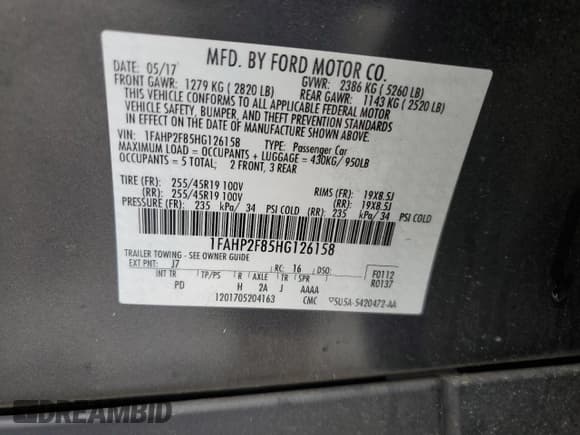 MFD. BY FORD MOTOR CO.
DATE: 05/17 GVWR: 2386 KG ( 5260 LB)
FRONT GAWR: 1279 KG ( 2820 LB) REAR GAWR: 1143 KG ( 2520 LB)
THIS VEHICLE CONFORMS TO ALL APPLICABLE FEDERAL MOTOR
VEHICLE SAFETY, BUMPER, AND THEFT PREVENTION STANDARDS
IN EFFECT ON THE DATE OF MANUFACTURE SHOWN ABOVE.
VIN: 1FAHP2F85HG126158 TYPE: Passenger Car
MAXIMUM LOAD = OCCUPANTS + LUGGAGE = 430KG/ 950LB
OCCUPANTS = 5 TOTAL; 2 FRONT, 3 REAR
TIRE (FR): 255/45R19 100V RIMS (FR): 19X8.5J
(RR): 255/45R19 100V (RR): 19X8.5J
PRESSURE (FR): 235 kPa/ 34 PSI COLD (RR): 235 kPa/ 34 PSI COLD
1FAHP2F85HG126158
TRAILER TOWING - SEE OWNER GUIDE
EXT PNT: J7 RC: 16 DSO: F0112
INT TR TP/PS R AXLE TR SPR R0137
PD H 2A J AAAA
1201705204163 CMC 5U5A-5420472-AA
DREAMBID